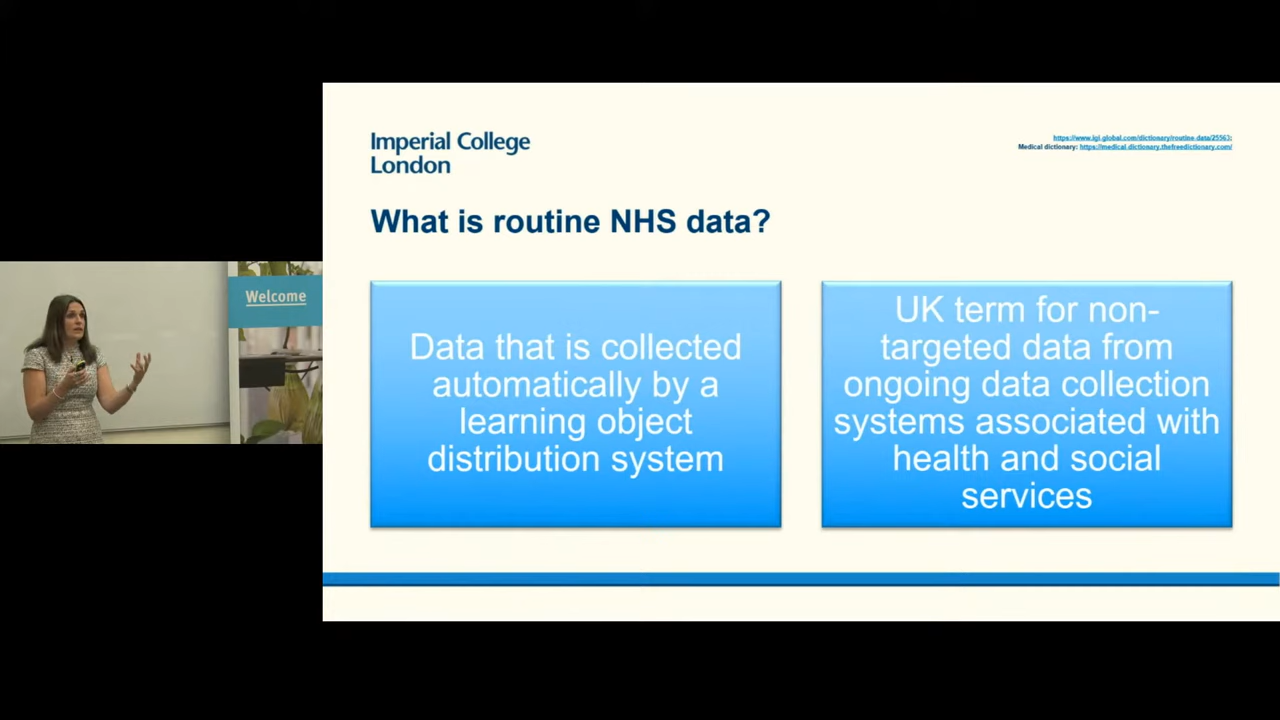 Imperial College
London
https://www.igi.global.com/dictionary/routine.data/25563;
Medical dictionary: https://medical.dictionary.thefreedictionary.com/
What is routine NHS data?
Welcome
Data that is collected
automatically by a
learning object
distribution system
UK term for non-
targeted data from
ongoing data collection
systems associated with
health and social
services